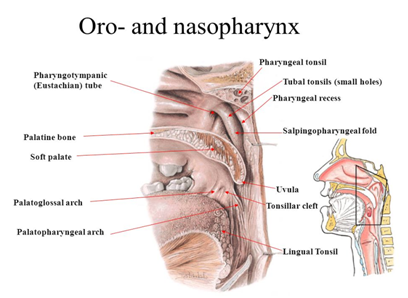 Oro- and nasopharynx
Pharyngeal tonsil
Pharyngotympanic
(Eustachian) tube
Tubal tonsils (small holes)
Pharyngeal recess
Palatine bone
Salpingopharyngeal fold
Soft palate
Uvula
Palatoglossal arch
Tonsillar cleft
Palatopharyngeal arch
Lingual Tonsil